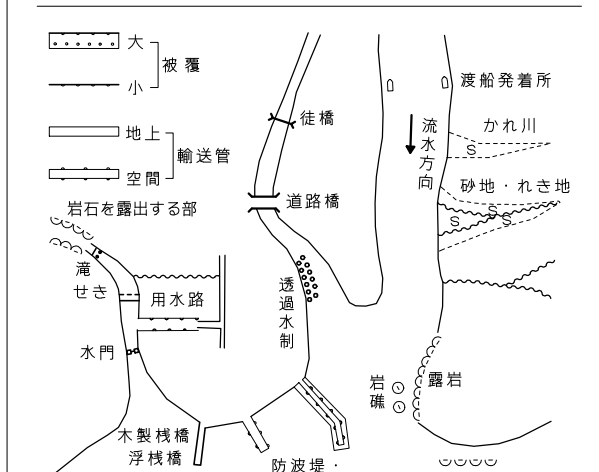 大
被覆
小
渡船発着所
徒橋
流水方向
かれ川
S
地上
輸送管
空間
砂地・れき地
S
S
S
道路橋
岩石を露出する部
滝
せき
用水路
透過水制
水門
岩礁
露岩
木製桟橋
浮桟橋
防波堤・